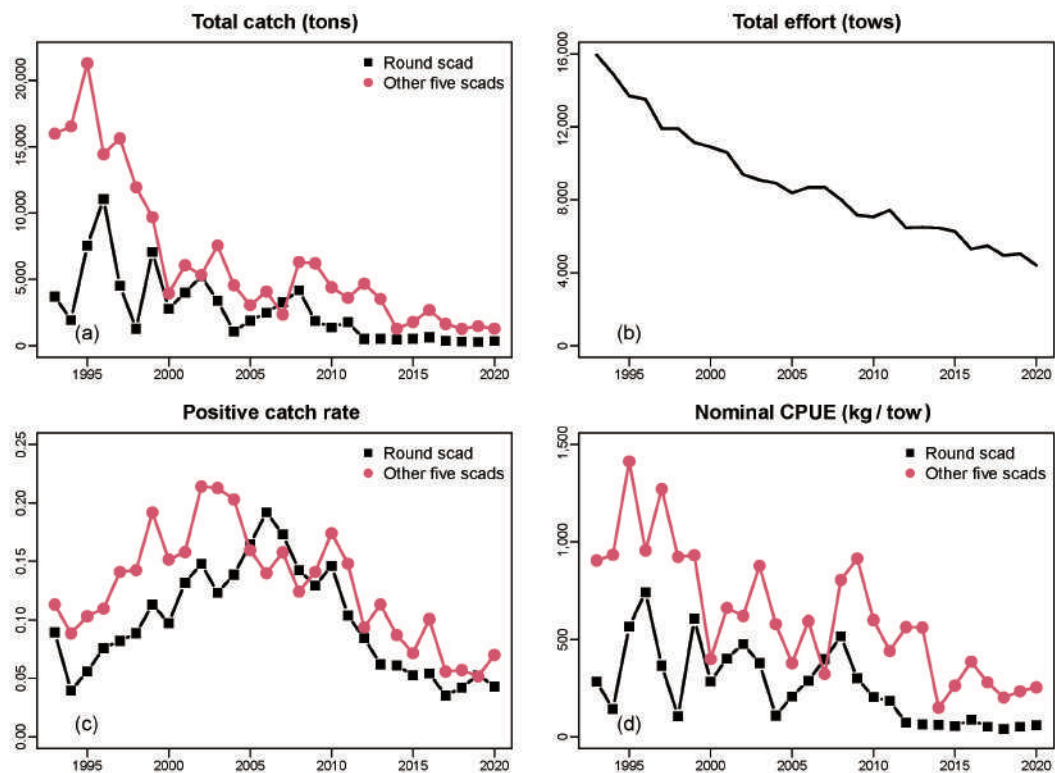 Total catch (tons)
20,000
15,000
10,000
5,000
0
Round scad
Other five scads
(a)
1995 2000 2005 2010 2015 2020
Total effort (tows)
16,000
12,000
8,000
4,000
0
(b)
1995 2000 2005 2010 2015 2020
Positive catch rate
0.25
0.20
0.15
0.10
0.05
0.00
Round scad
Other five scads
(c)
1995 2000 2005 2010 2015 2020
Nominal CPUE (kg / tow)
1,500
1,000
500
0
Round scad
Other five scads
(d)
1995 2000 2005 2010 2015 2020